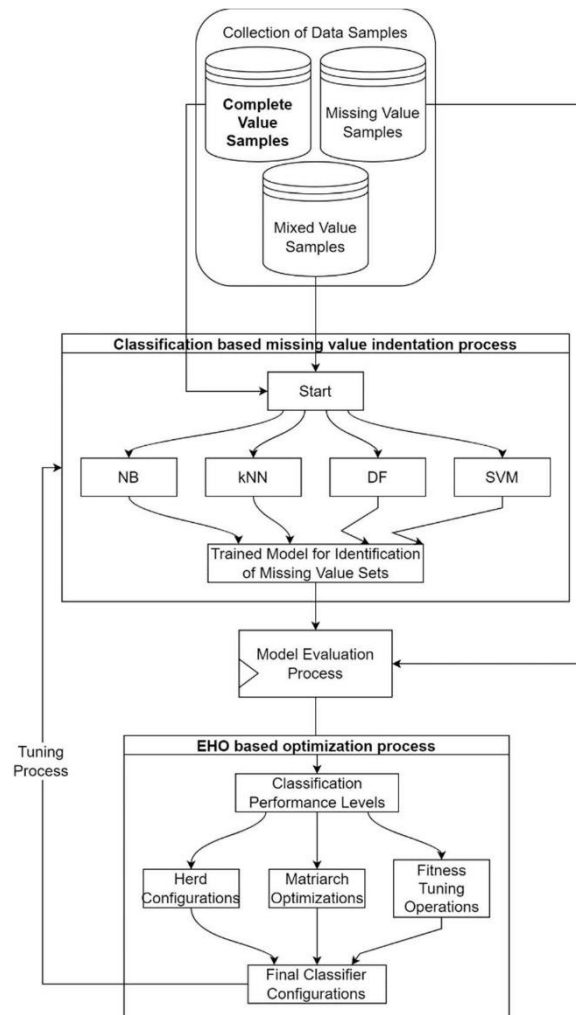 Collection of Data Samples
Complete
Value
Samples
Missing Value
Samples
Mixed Value
Samples
Classification based missing value indentation process
Start
NB
kNN
DF
SVM
Trained Model for Identification
of Missing Value Sets
Model Evaluation
Process
Tuning
Process
EHO based optimization process
Classification
Performance Levels
Herd
Configurations
Matriarch
Optimizations
Fitness
Tuning
Operations
Final Classifier
Configurations